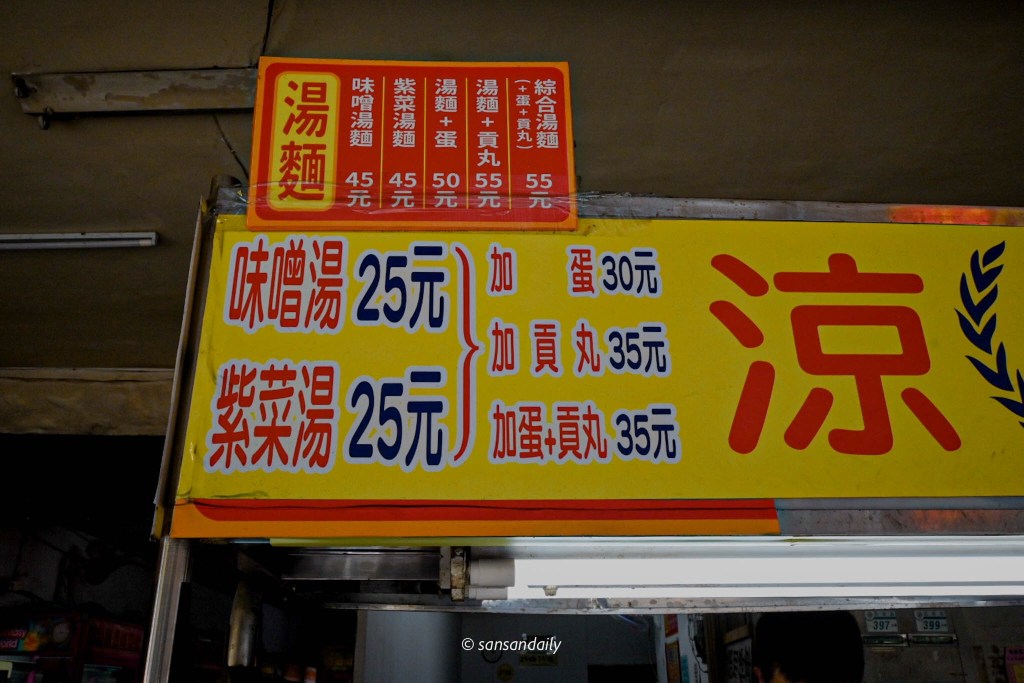 湯麵
味噌湯麵 45元
紫菜湯麵 45元
湯麵+蛋 50元
湯麵+貢丸 55元
綜合湯麵(+蛋+貢丸) 55元
味噌湯 25元
紫菜湯 25元
加蛋 30元
加貢丸 35元
加蛋+貢丸 35元
涼
397
399
© sansandaily